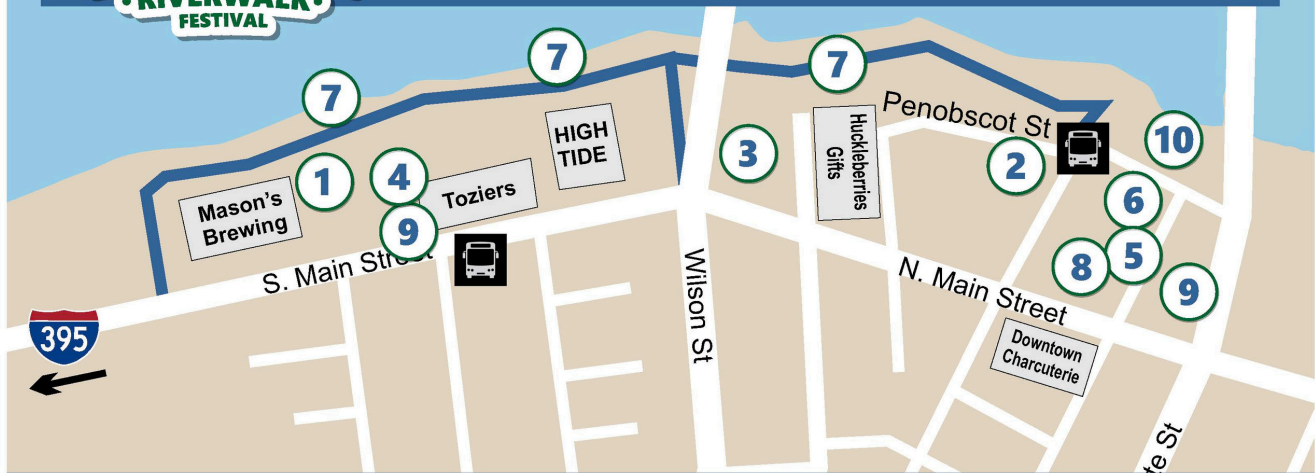 RIVERWALK
FESTIVAL
7
7
7
Penobscot St
10
HIGH
TIDE
Huckleberries
Gifts
3
2
1
4
Toziers
6
Mason's
Brewing
9
5
8
9
S. Main Street
Wilson St
N. Main Street
395
Downtown
Charcuterie